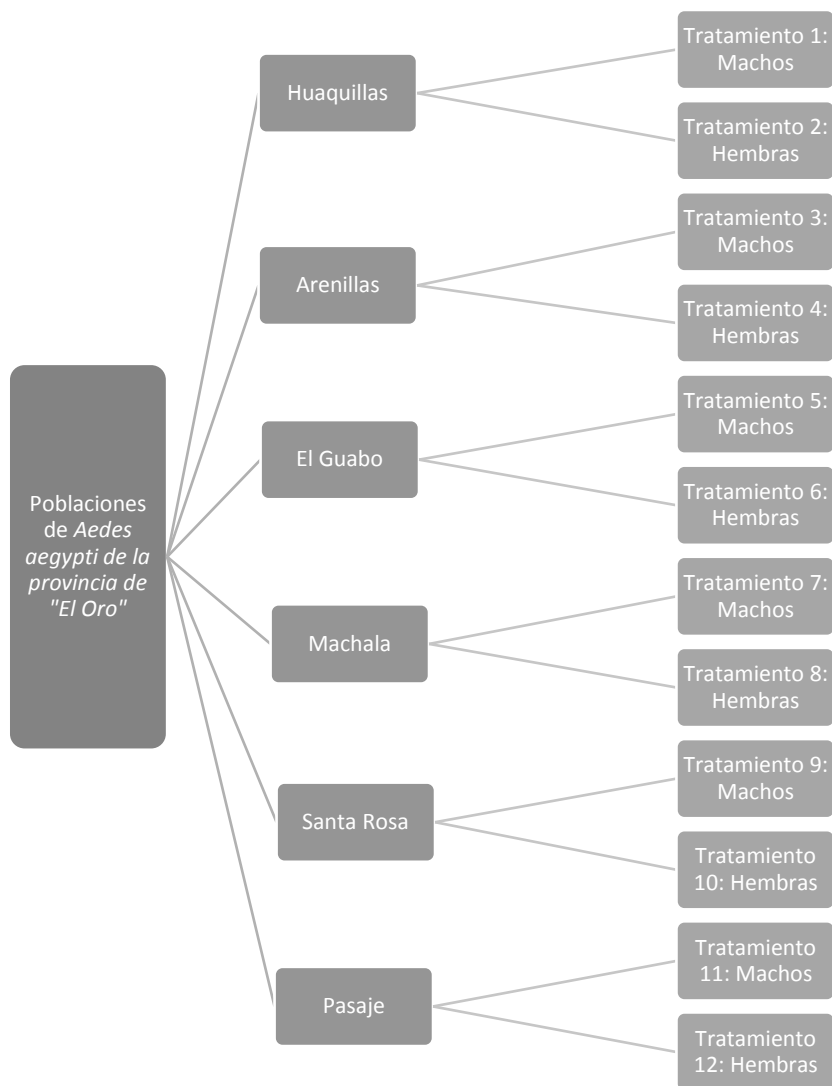 Poblaciones
de Aedes
aegypti de la
provincia de
"El Oro"
Huaquillas
Tratamiento 1:
Machos
Tratamiento 2:
Hembras
Arenillas
Tratamiento 3:
Machos
Tratamiento 4:
Hembras
El Guabo
Tratamiento 5:
Machos
Tratamiento 6:
Hembras
Machala
Tratamiento 7:
Machos
Tratamiento 8:
Hembras
Santa Rosa
Tratamiento 9:
Machos
Tratamiento
10: Hembras
Pasaje
Tratamiento
11: Machos
Tratamiento
12: Hembras